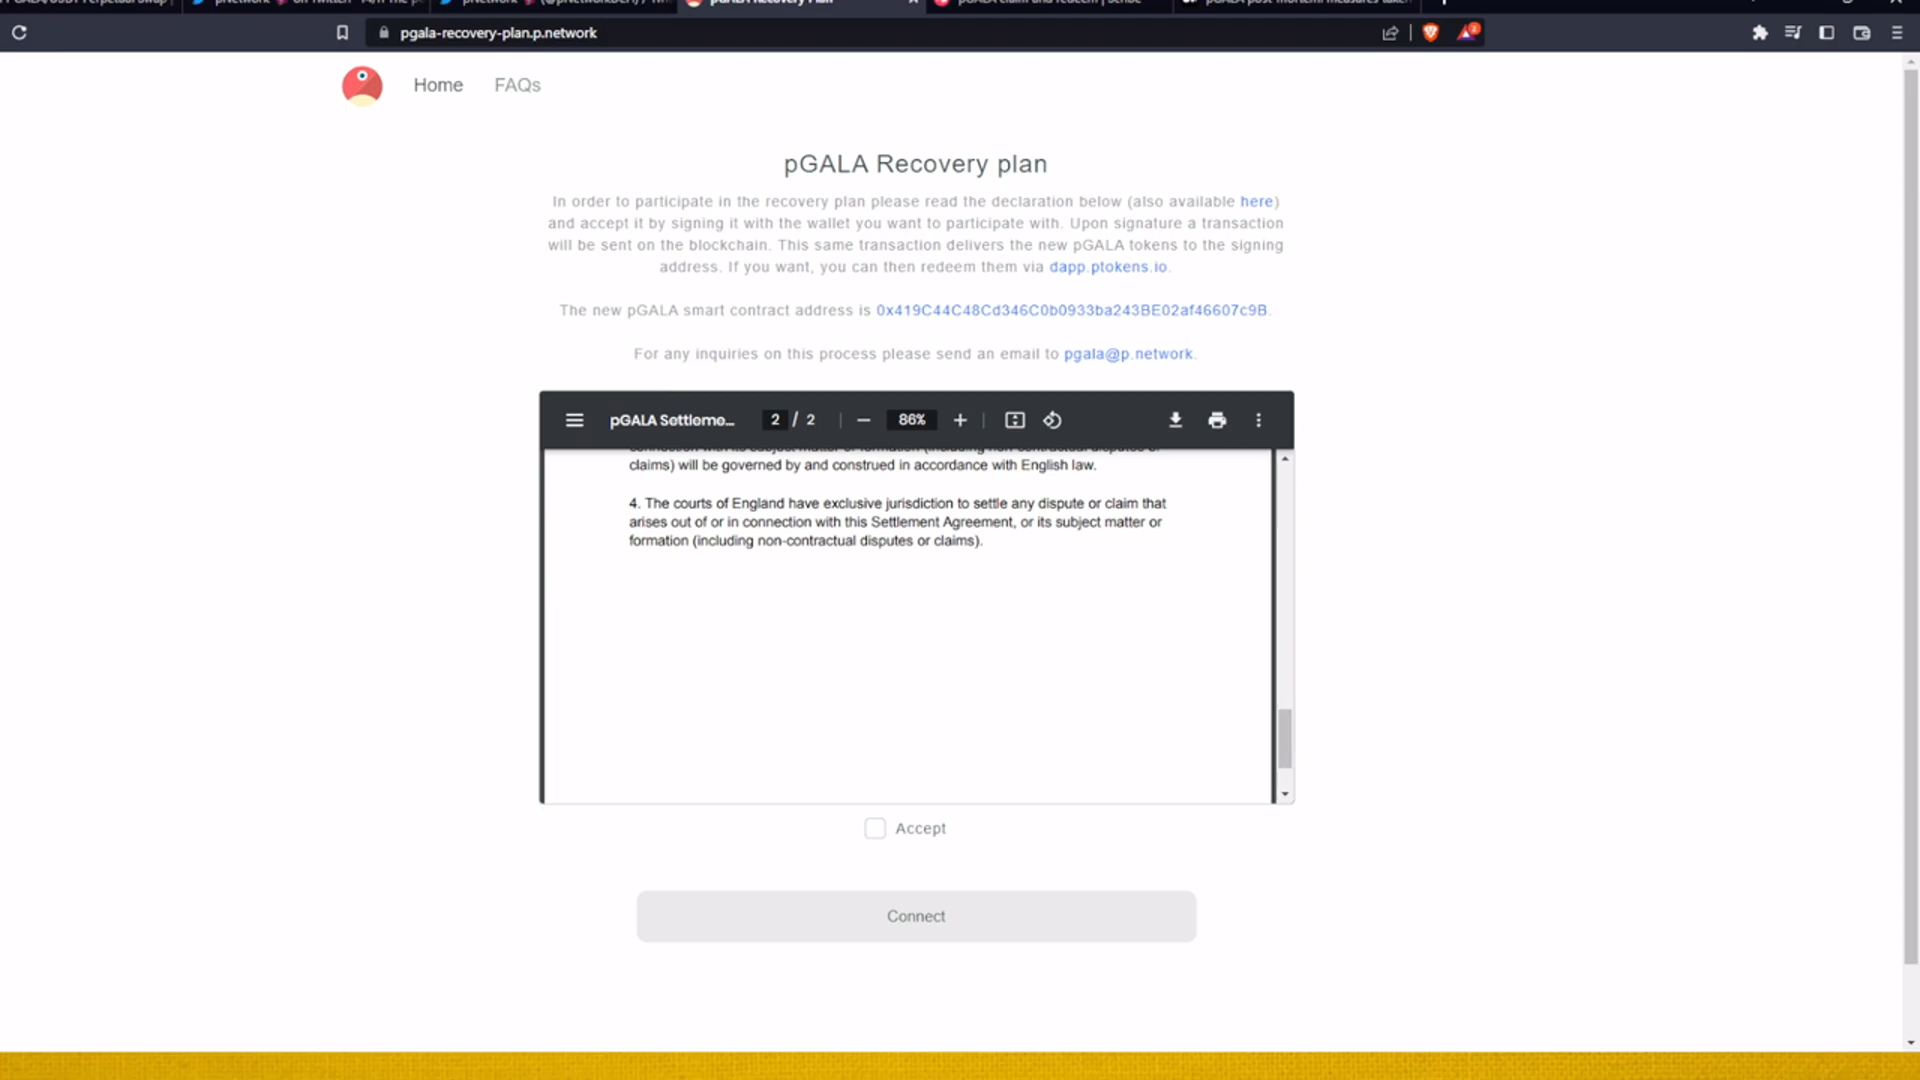 pgala-recovery-plan.p.network
Home
FAQs
pGALA Recovery plan
In order to participate in the recovery plan please read the declaration below (also available here)
and accept it by signing it with the wallet you want to participate with. Upon signature a transaction
will be sent on the blockchain. This same transaction delivers the new pGALA tokens to the signing
address. If you want, you can then redeem them via dapp.ptokens.io.
The new pGALA smart contract address is 0x419C44C48Cd346C0b0933ba243BE02af46607c9B.
For any inquiries on this process please send an email to pgala@p.network.
pGALA Settleme...
2 / 2
86%
claims) will be governed by and construed in accordance with English law.
4. The courts of England have exclusive jurisdiction to settle any dispute or claim that
arises out of or in connection with this Settlement Agreement, or its subject matter or
formation (including non-contractual disputes or claims).
Accept
Connect